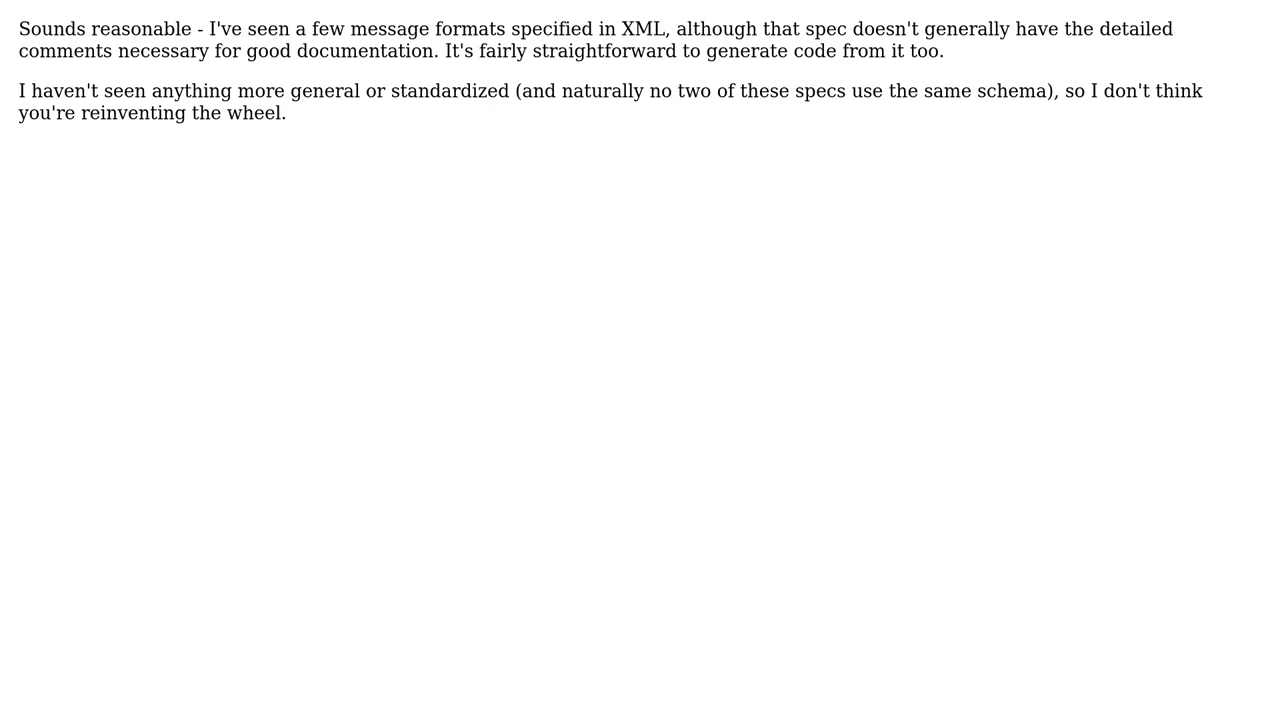 Sounds reasonable - I've seen a few message formats specified in XML, although that spec doesn't generally have the detailed
comments necessary for good documentation. It's fairly straightforward to generate code from it too.
I haven't seen anything more general or standardized (and naturally no two of these specs use the same schema), so I don't think
you're reinventing the wheel.